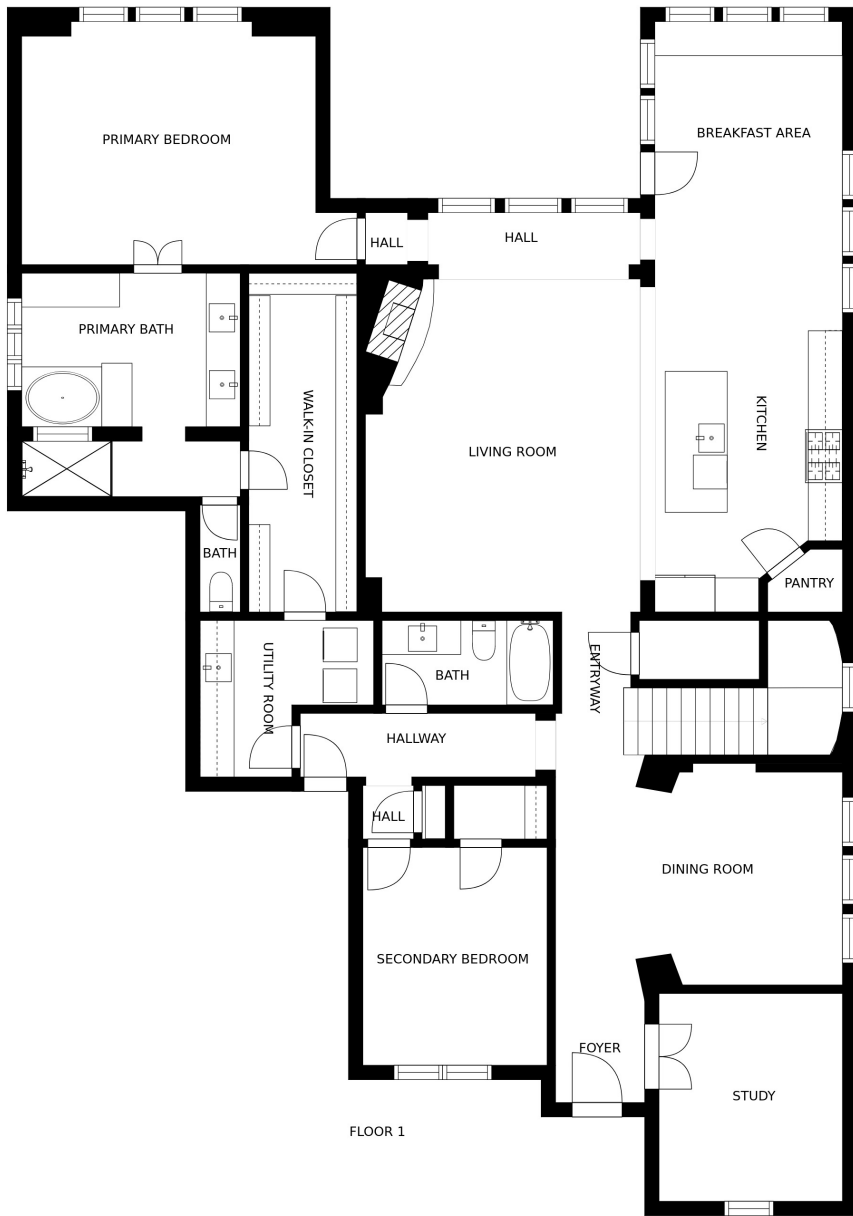 PRIMARY BEDROOM
BREAKFAST AREA
HALL
HALL
PRIMARY BATH
WALK-IN CLOSET
KITCHEN
LIVING ROOM
BATH
PANTRY
UTILITY ROOM
BATH
ENTRYWAY
HALLWAY
HALL
DINING ROOM
SECONDARY BEDROOM
FOYER
STUDY
FLOOR 1